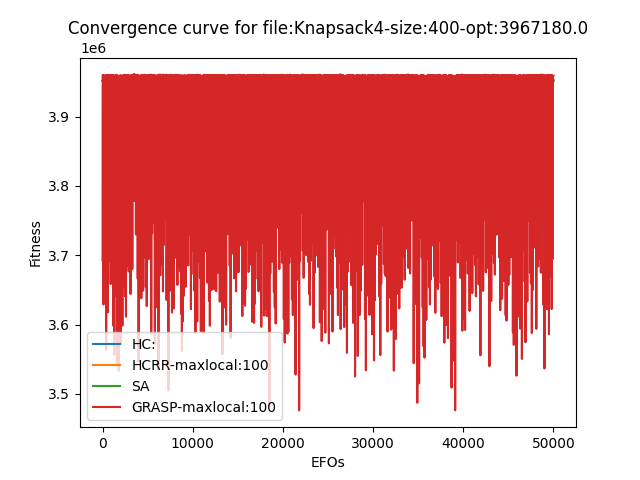 Convergence curve for file:Knapsack4-size:400-opt:3967180.0
1e6
3.9
3.8
3.7
3.6
3.5
Fitness
HC:
HCRR-maxlocal:100
SA
GRASP-maxlocal:100
0 10000 20000 30000 40000 50000
EFOs